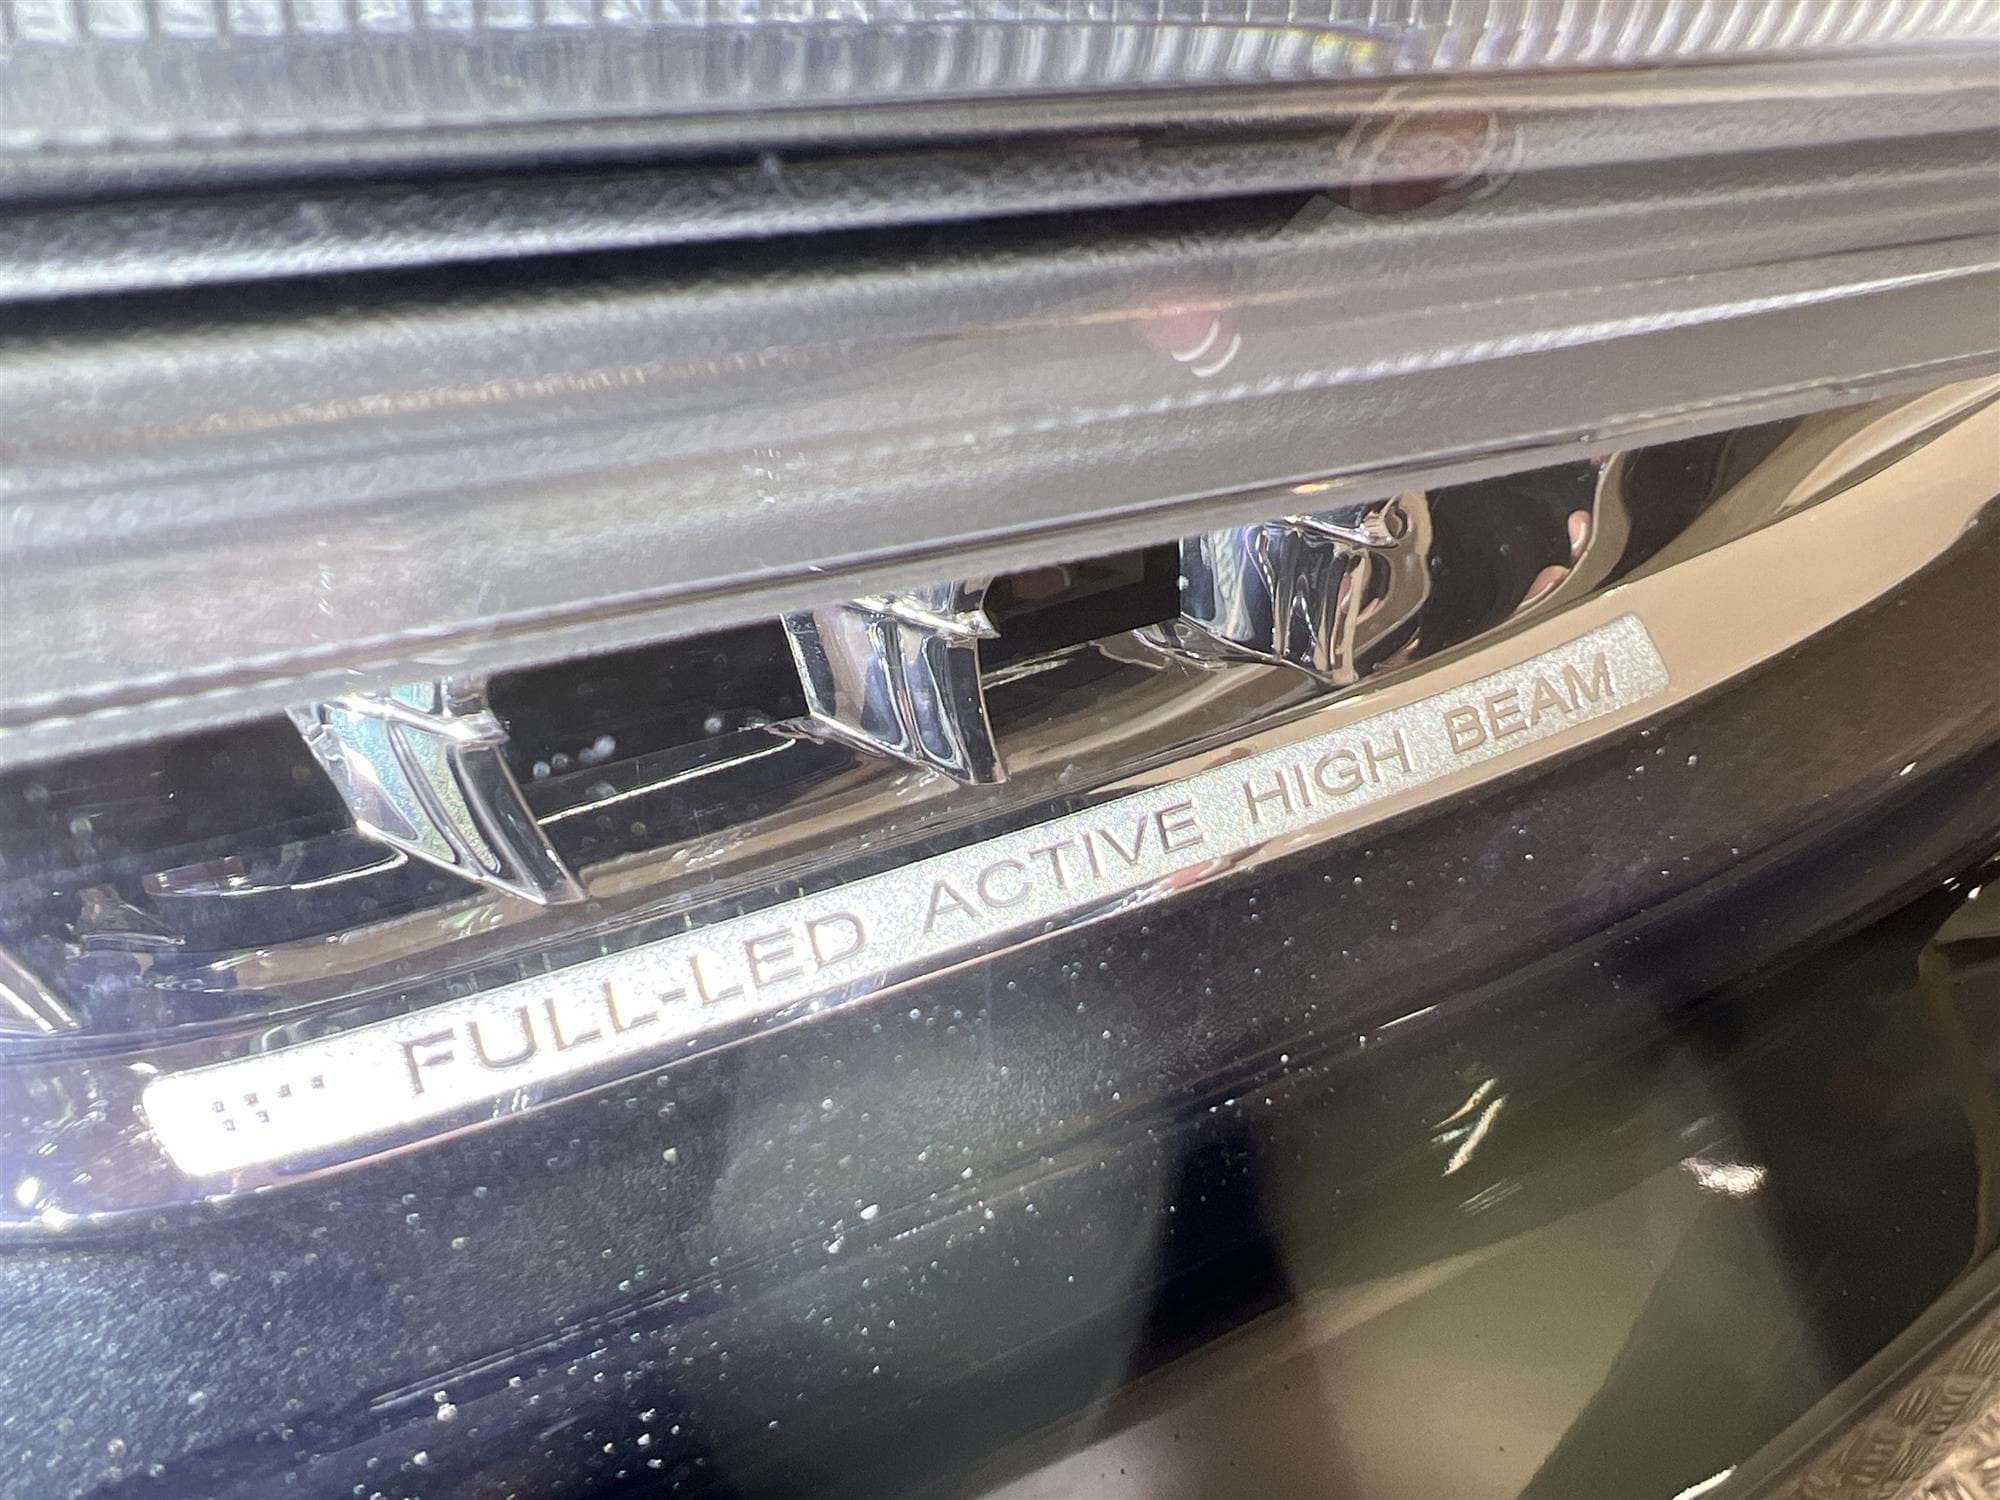 FULL-LED ACTIVE HIGH BEAM